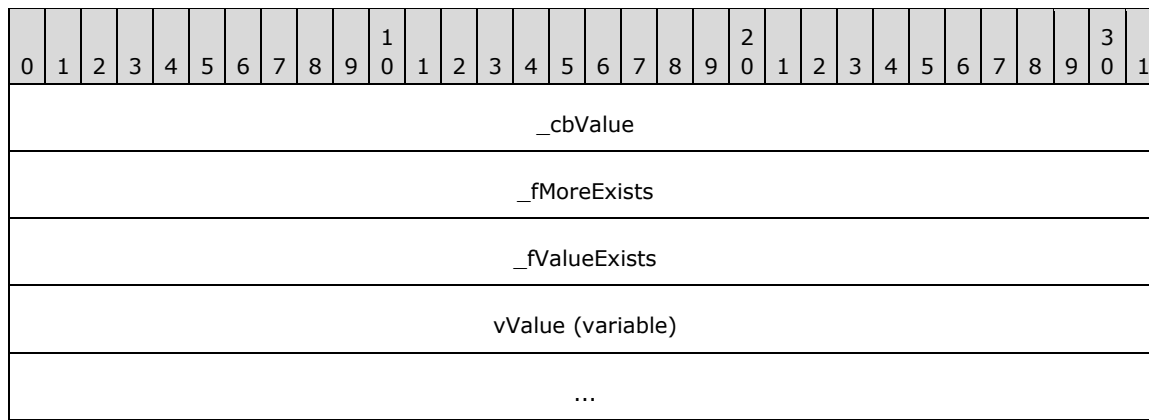 1 2 3
0 1 2 3 4 5 6 7 8 9 0 1 2 3 4 5 6 7 8 9 0 1 2 3 4 5 6 7 8 9 0 1
_cbValue
_fMoreExists
_fValueExists
vValue (variable)
...